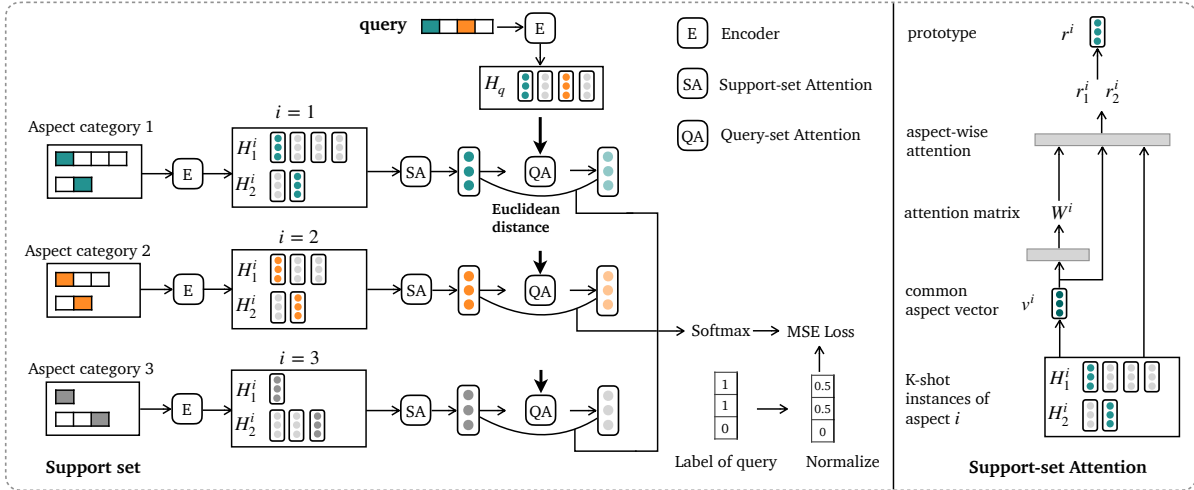 query
E
E
Encoder
H_q
SA
Support-set Attention
QA
Query-set Attention
Aspect category 1
i = 1
H_1^i
H_2^i
E
SA
QA
Euclidean
distance
Aspect category 2
i = 2
H_1^i
H_2^i
E
SA
QA
Softmax
MSE Loss
Aspect category 3
i = 3
H_1^i
H_2^i
E
SA
QA
1
1
0
0.5
0.5
0
Label of query
Normalize
Support set
prototype
r^i
r_1^i r_2^i
aspect-wise
attention
attention matrix
W^i
common
aspect vector
v^i
K-shot
instances of
aspect i
H_1^i
H_2^i
Support-set Attention